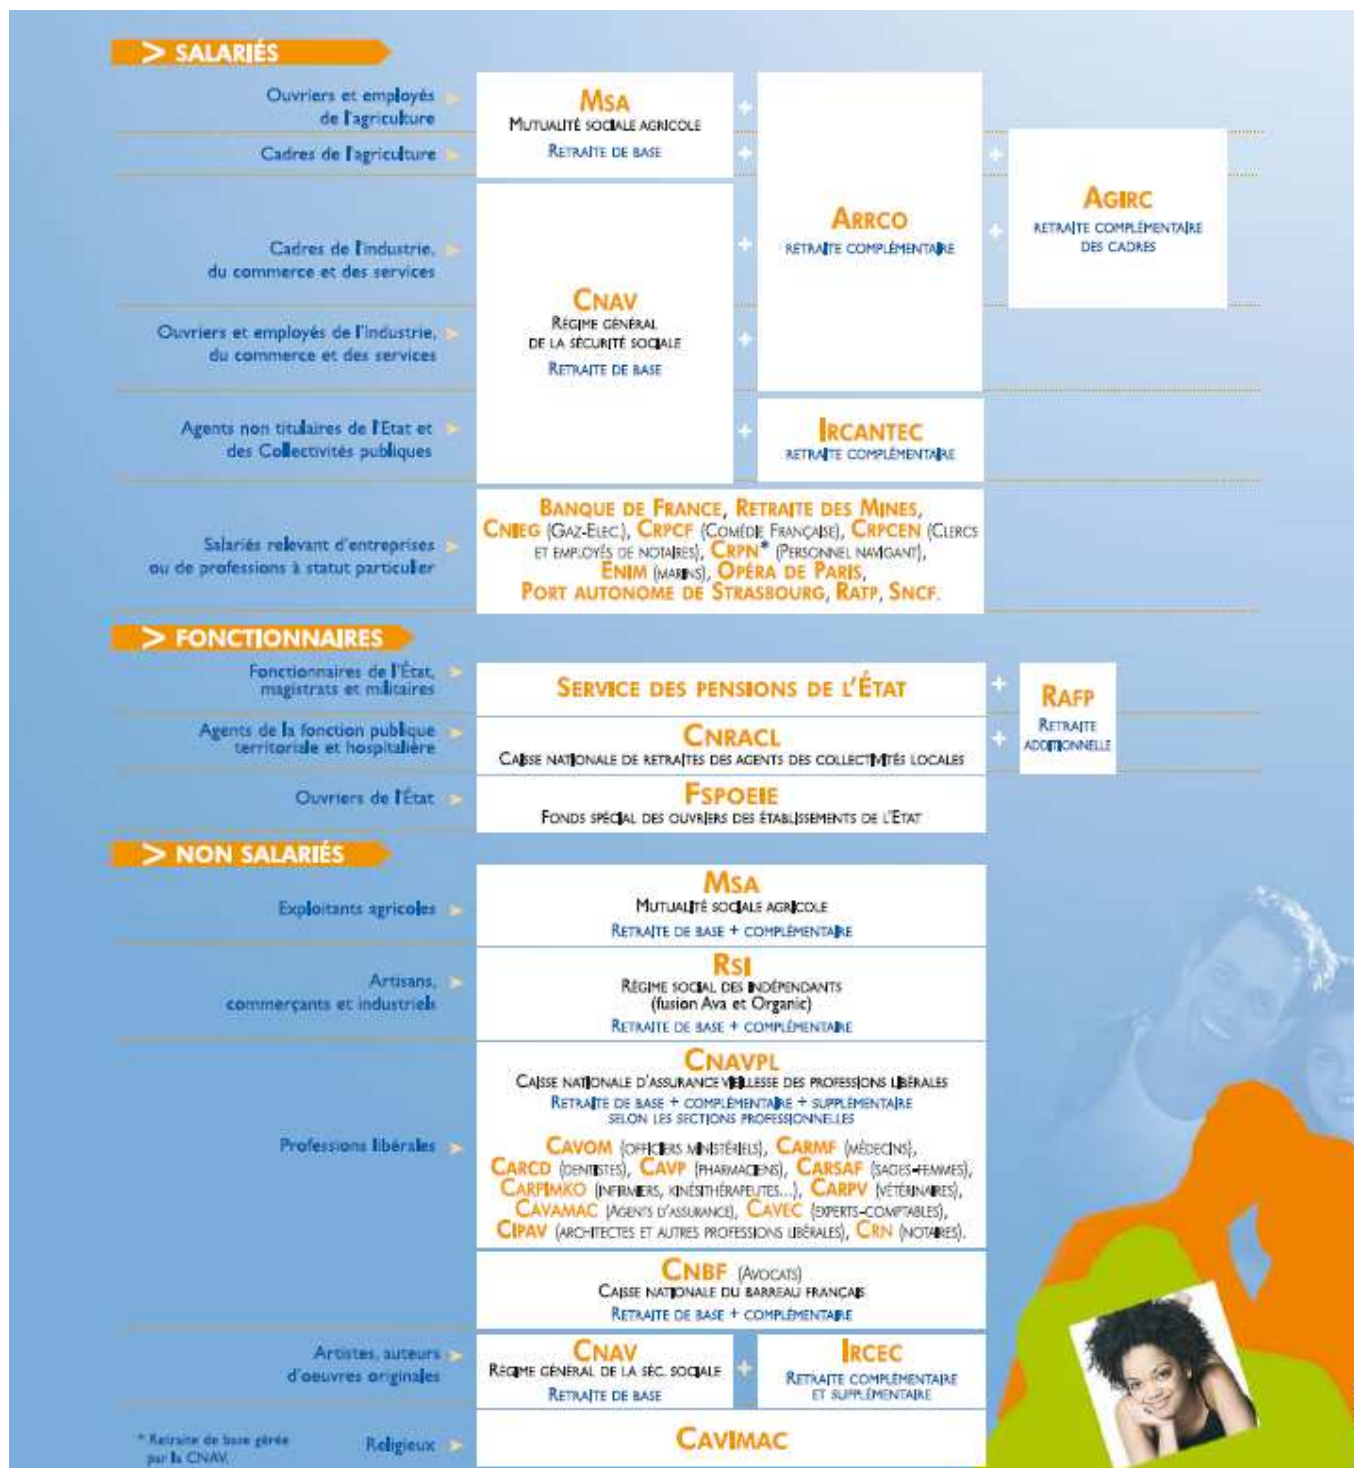 > SALARIÉS
Ouvriers et employés
de l'agriculture
MSA
MUTUALITÉ SOCIALE AGRICOLE
RETRAITE DE BASE
+
+
Cadres de l'agriculture
ARRCO
RETRAITE COMPLÉMENTAIRE
+
+
AGIRC
RETRAITE COMPLÉMENTAIRE
DES CADRES
Cadres de l'industrie,
du commerce et des services
CNAV
RÉGIME GÉNÉRAL
DE LA SÉCURITÉ SOCIALE
RETRAITE DE BASE
+
+
+
Ouvriers et employés de l'industrie,
du commerce et des services
Agents non titulaires de l'Etat et
des Collectivités publiques
IRCANTEC
RETRAITE COMPLÉMENTAIRE
Salariés relevant d'entreprises
ou de professions à statut particulier
BANQUE DE FRANCE, RETRAITE DES MINES,
CNIEG (GAZ-ELEC.), CRPCF (COMÉDIE FRANÇAISE), CRPCEN (CLERCS
ET EMPLOYÉS DE NOTAIRES), CRPN* (PERSONNEL NAVIGANT),
ENIM (MARINS), OPÉRA DE PARIS,
PORT AUTONOME DE STRASBOURG, RATP, SNCF.
> FONCTIONNAIRES
Fonctionnaires de l'État,
magistrats et militaires
SERVICE DES PENSIONS DE L'ÉTAT
+
RAFP
RETRAITE
ADDITIONNELLE
Agents de la fonction publique
territoriale et hospitalière
CNRACL
CAISSE NATIONALE DE RETRAITES DES AGENTS DES COLLECTIVITÉS LOCALES
+
Ouvriers de l'État
FSPOEIE
FONDS SPÉCIAL DES OUVRIERS DES ÉTABLISSEMENTS DE L'ETAT
> NON SALARIÉS
Exploitants agricoles
MSA
MUTUALITÉ SOCIALE AGRICOLE
RETRAITE DE BASE + COMPLÉMENTAIRE
Artisans,
commerçants et industriels
RSI
RÉGIME SOCIAL DES INDÉPENDANTS
(fusion Ava et Organic)
RETRAITE DE BASE + COMPLÉMENTAIRE
Professions libérales
CNAVPL
CAISSE NATIONALE D'ASSURANCE VIEILLESSE DES PROFESSIONS LIBÉRALES
RETRAITE DE BASE + COMPLÉMENTAIRE + SUPPLÉMENTAIRE
SELON LES SECTIONS PROFESSIONNELLES
CAVOM (OFFICIERS MINISTÉRIELS), CARMF (MÉDECINS),
CARCD (DENTISTES), CAVP (PHARMACIENS), CARSAF (SAGES-FEMMES),
CARPIMKO (INFIRMIERS, KINÉSITHÉRAPEUTES...), CARPV (VÉTÉRINAIRES),
CAVAMAC (AGENTS D'ASSURANCE), CAVEC (EXPERTS-COMPTABLES),
CIPAV (ARCHITECTES ET AUTRES PROFESSIONS LIBÉRALES), CRN (NOTAIRES).
CNBF (AVOCATS)
CAISSE NATIONALE DU BARREAU FRANÇAIS
RETRAITE DE BASE + COMPLÉMENTAIRE
Artistes, auteurs
d'oeuvres originales
CNAV
RÉGIME GÉNÉRAL DE LA SÉC. SOCIALE
RETRAITE DE BASE
+
IRCEC
RETRAITE COMPLÉMENTAIRE
ET SUPPLÉMENTAIRE
* Retraite de base gérée
par la CNAV.
Religieux
CAVIMAC